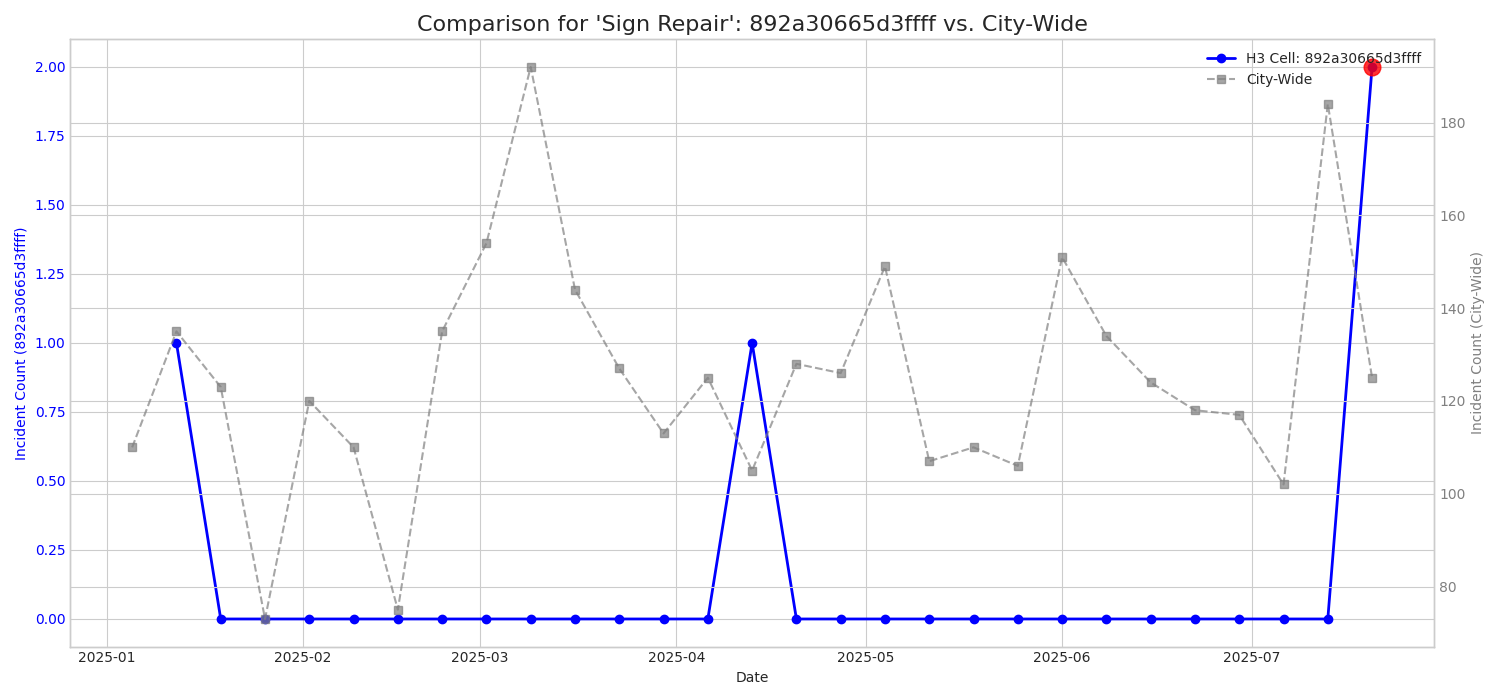 Comparison for 'Sign Repair': 892a30665d3ffff vs. City-Wide
H3 Cell: 892a30665d3ffff
City-Wide
2.00
1.75
1.50
1.25
1.00
0.75
0.50
0.25
0.00
Incident Count (892a30665d3ffff)
180
160
140
120
100
80
Incident Count (City-Wide)
2025-01 2025-02 2025-03 2025-04 2025-05 2025-06 2025-07
Date